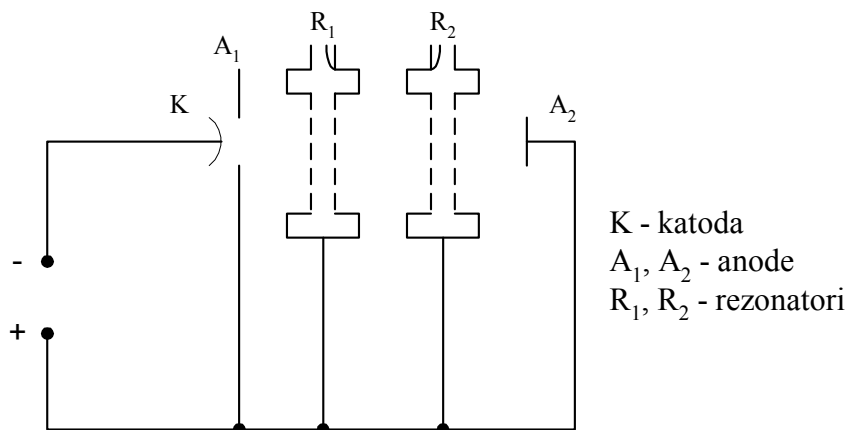 R₁ R₂
A₁
K A₂
K - katoda
A₁, A₂ - anode
R₁, R₂ - rezonatori
-
+